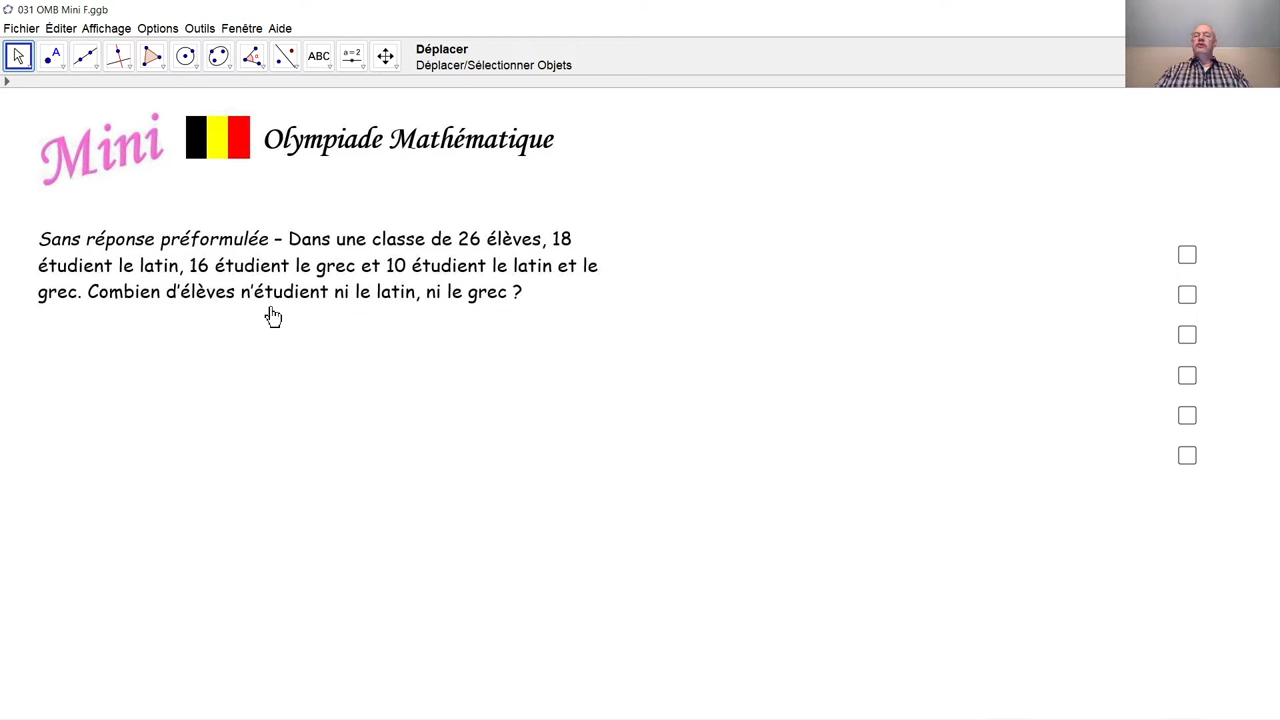 031 OMB Mini F.ggb
Fichier Éditer Affichage Options Outils Fenêtre Aide
A
ABC
a=2
Déplacer
Déplacer/Sélectionner Objets
Mini
Olympiade Mathématique
Sans réponse préformulée – Dans une classe de 26 élèves, 18
étudient le latin, 16 étudient le grec et 10 étudient le latin et le
grec. Combien d'élèves n'étudient ni le latin, ni le grec ?